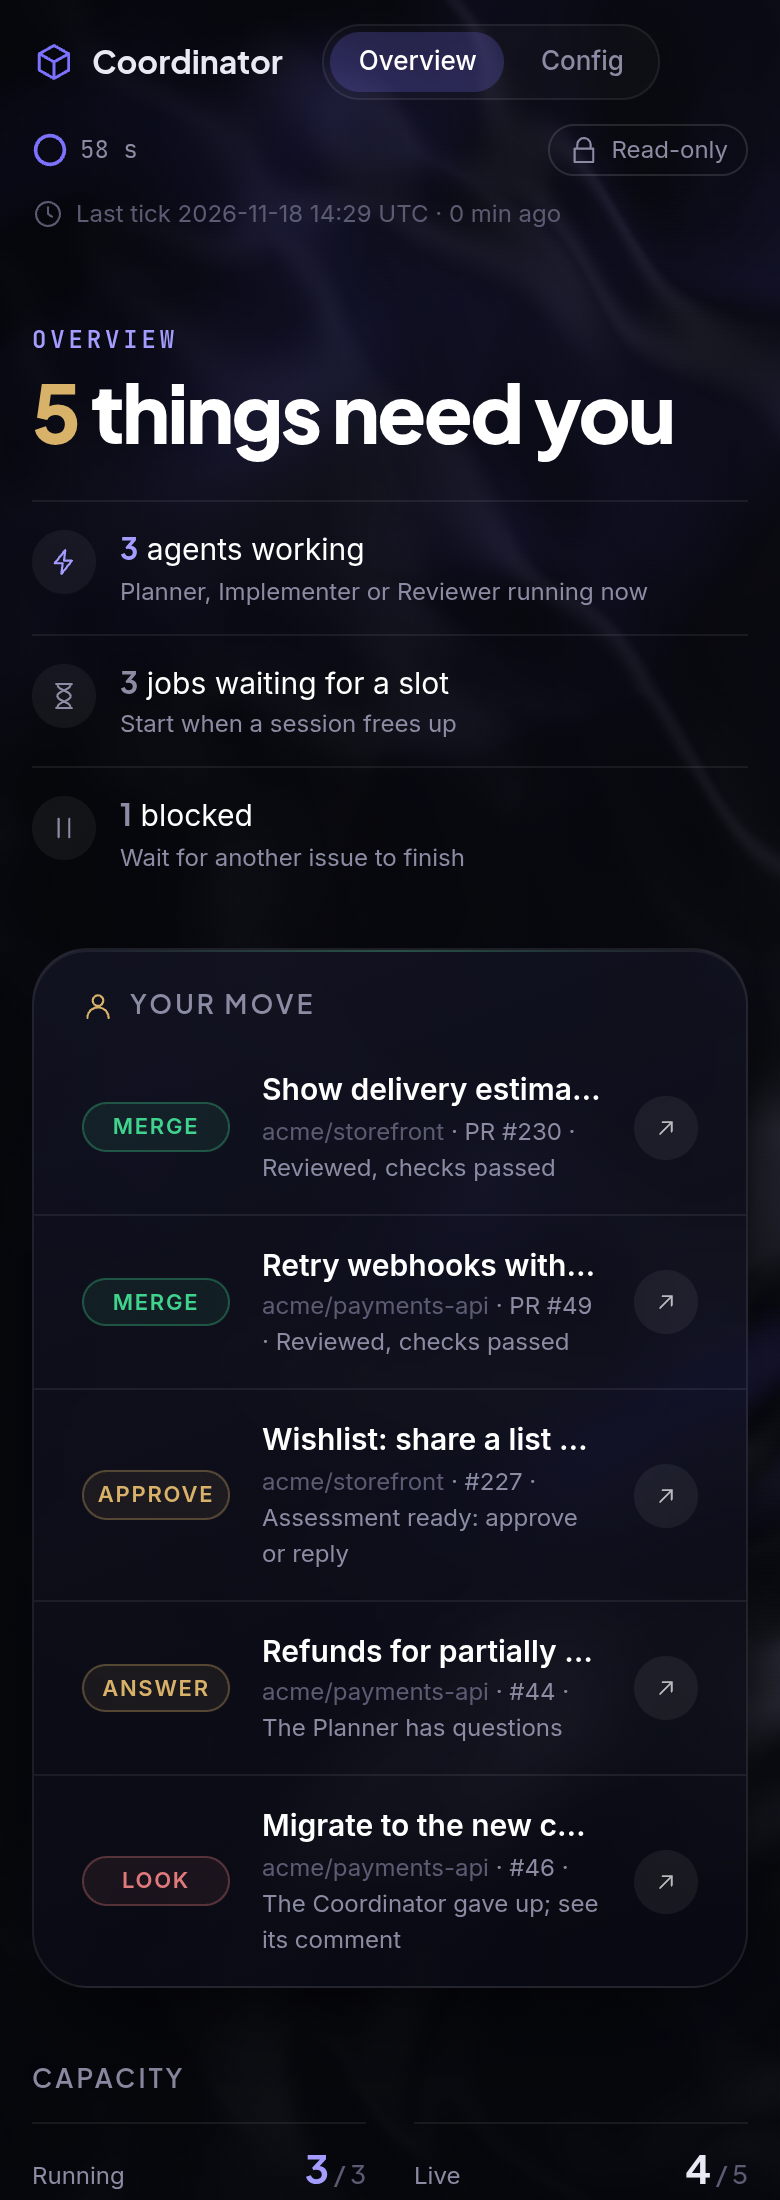 Coordinator
Overview
Config
58 s
Read-only
Last tick 2026-11-18 14:29 UTC · 0 min ago
OVERVIEW
5 things need you
3 agents working
Planner, Implementer or Reviewer running now
3 jobs waiting for a slot
Start when a session frees up
1 blocked
Wait for another issue to finish
YOUR MOVE
MERGE
Show delivery estima...
acme/storefront · PR #230 ·
Reviewed, checks passed
MERGE
Retry webhooks with...
acme/payments-api · PR #49
· Reviewed, checks passed
APPROVE
Wishlist: share a list ...
acme/storefront · #227 ·
Assessment ready: approve
or reply
ANSWER
Refunds for partially ...
acme/payments-api · #44 ·
The Planner has questions
LOOK
Migrate to the new c...
acme/payments-api · #46 ·
The Coordinator gave up; see
its comment
CAPACITY
Running 3 / 3
Live 4 / 5